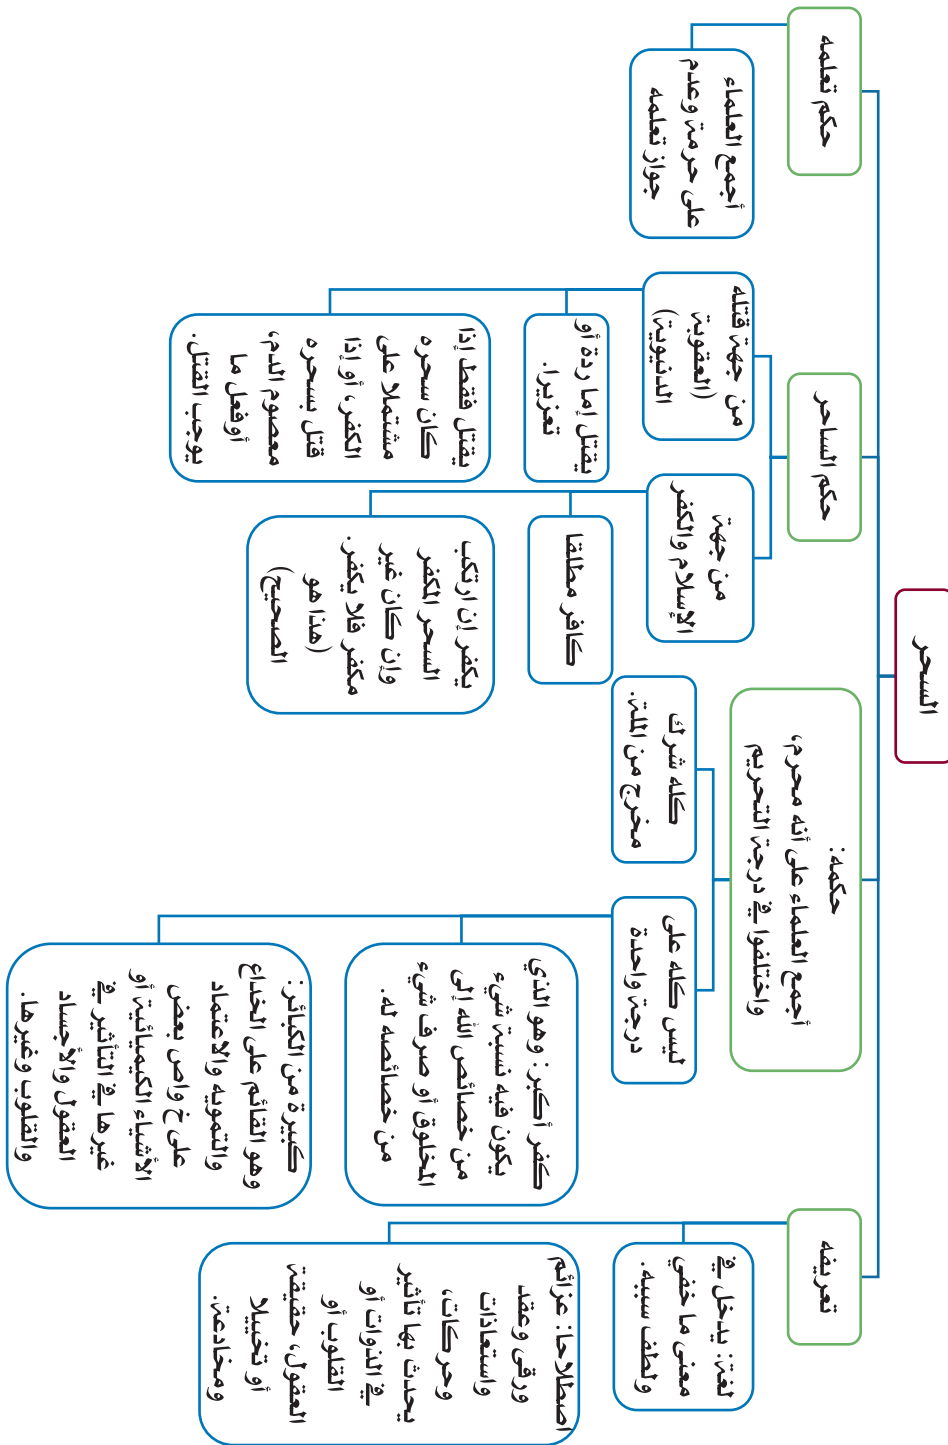 السحر
تعريفه
لغة: يدخل في
معنى ما خفي
ولطف سببه.
اصطلاحا: عزائم
ورقى وعقد
واستعاذات
وحركات،
يحدث بها تأثير
في الذوات أو
القلوب أو
العقول، حقيقة
أو تخييلا
ومخادعة.
حكمه:
أجمع العلماء على أنه محرم،
واختلفوا في درجة التحريم
ليس كله على
درجة واحدة
كفر أكبر: وهو الذي
يكون فيه نسبة شيء
من خصائص الله إلى
المخلوق أو صرف شيء
من خصائصه له.
كبيرة من الكبائر:
وهو القائم على الخداع
والتمويه والاعتماد
على خ واص بعض
الأشياء الكيميائية أو
غيرها في التأثير في
العقول والأجساد
والقلوب وغيرها.
كله شرك
مخرج من الملة.
حكم الساحر
من جهة
الإسلام والكفر
كافر مطلقا
يكفر إن ارتكب
السحر المكفر
وإن كان غير
مكفر فلا يكفر.
(هذا هو
الصحيح)
من جهة قتله
(العقوبة
الدنيوية)
يقتل إما ردة أو
تعزيرا.
يقتل فقط إذا
كان سحره
مشتملا على
الكفر، أو إذا
قتل بسحره
معصوم الدم،
أوفعل ما
يوجب القتل.
حكم تعلمه
أجمع العلماء
على حرمة وعدم
جواز تعلمه